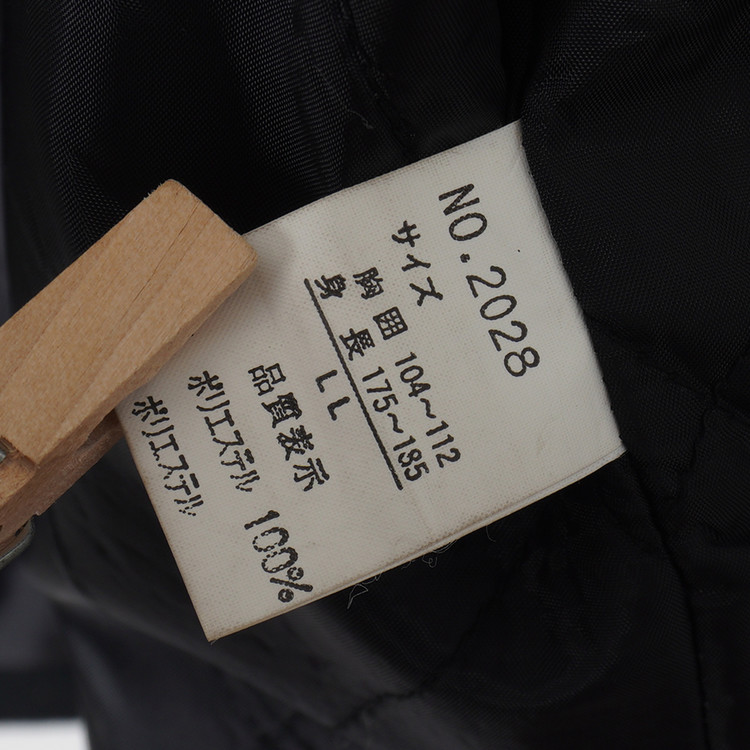 NO.2028
サイズ
胸囲 104～112
身長 175～185
LL
品質表示
ポリエステル 100%
ポリエステル